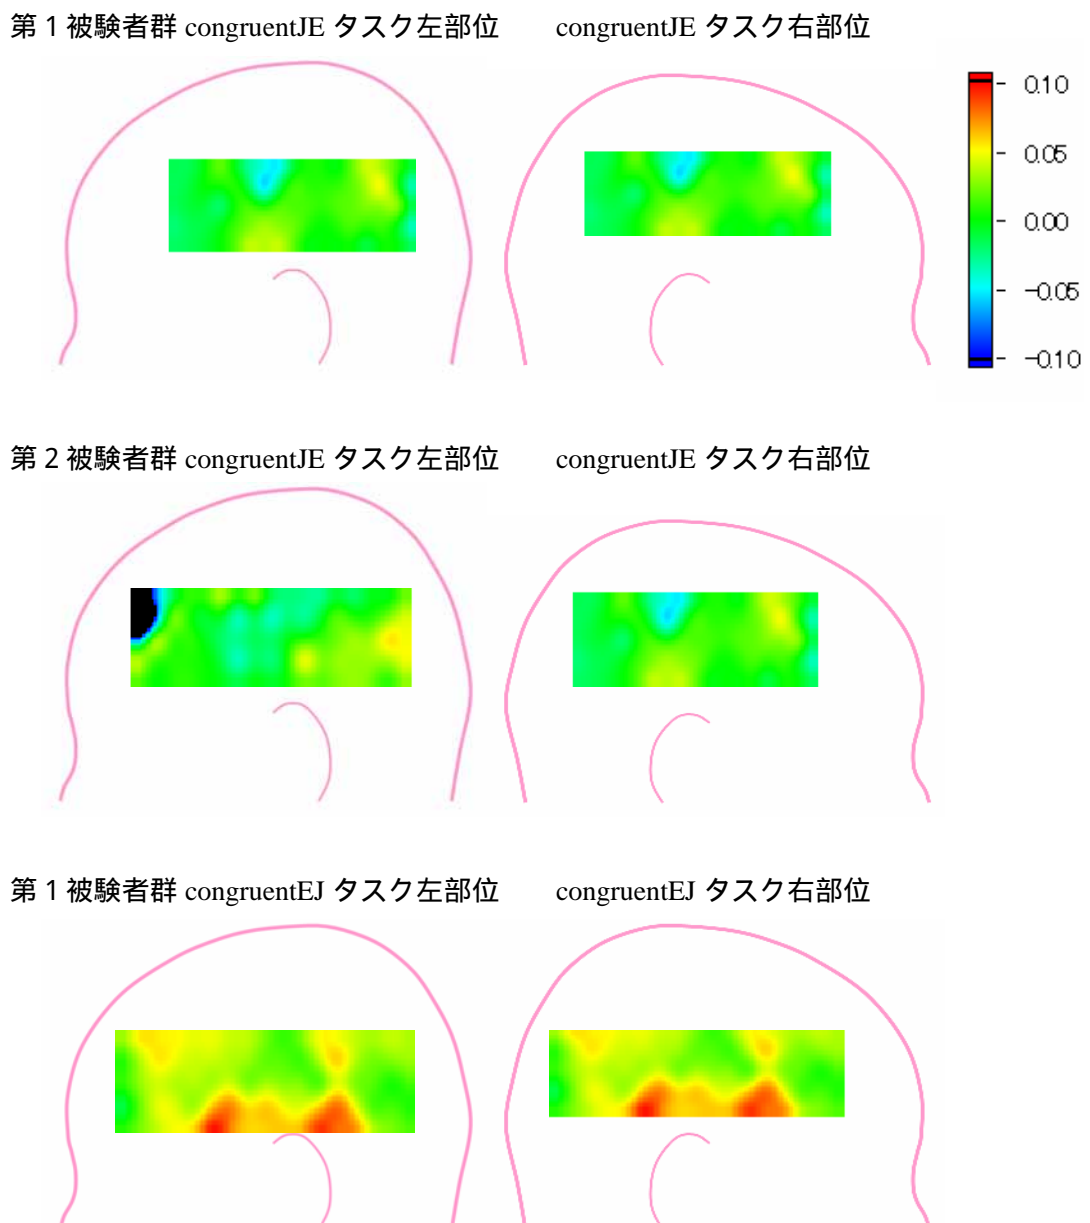 第1被験者群 congruentJE タスク左部位 congruentJE タスク右部位
0.10
0.05
0.00
-0.05
-0.10
第2被験者群 congruentJE タスク左部位 congruentJE タスク右部位
第1被験者群 congruentEJ タスク左部位 congruentEJ タスク右部位